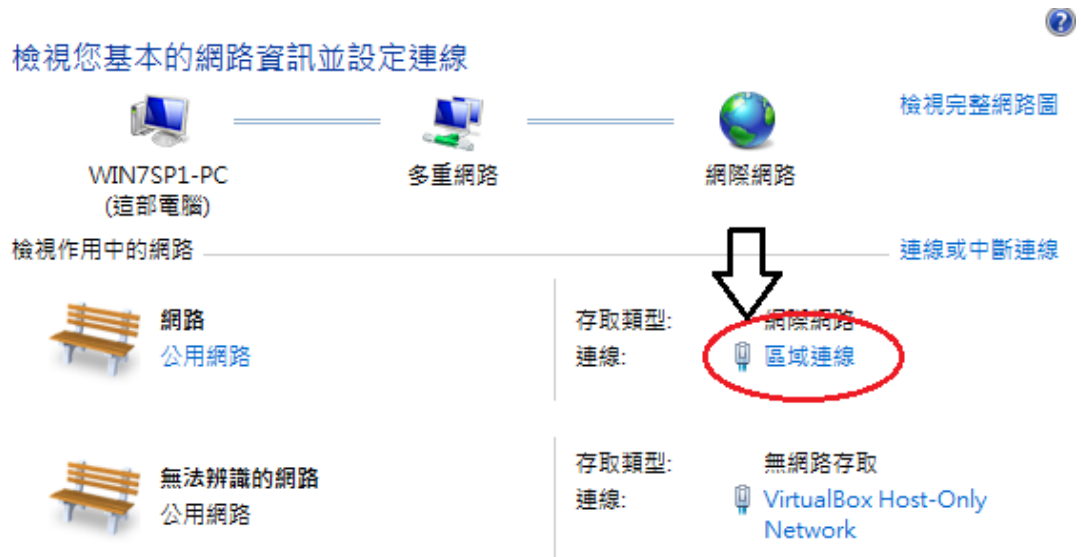 檢視您基本的網路資訊並設定連線
檢視完整網路圖
WIN7SP1-PC
(這部電腦)
多重網路
網際網路
檢視作用中的網路
連線或中斷連線
網路
公用網路
存取類型:
網際網路
連線:
區域連線
無法辨識的網路
公用網路
存取類型:
無網路存取
連線:
VirtualBox Host-Only
Network